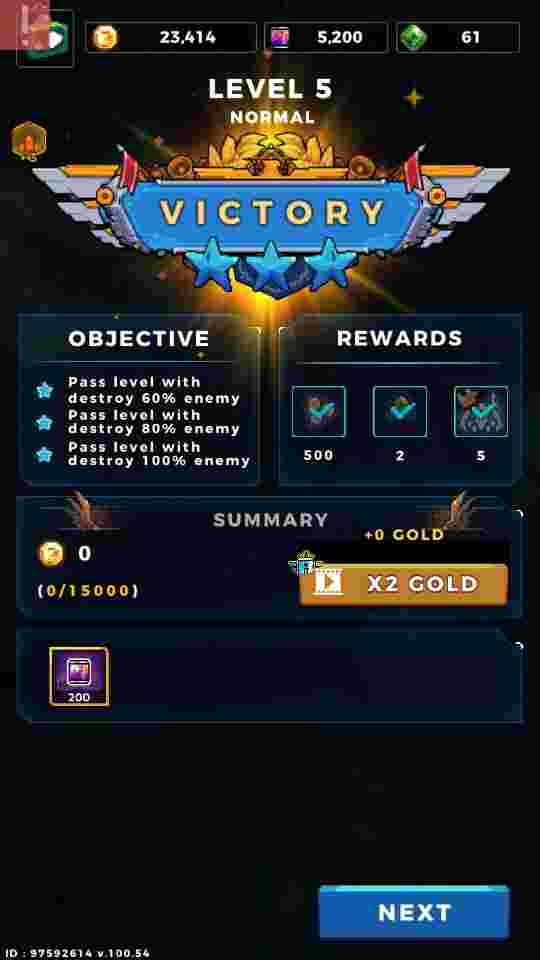 23,414
5,200
61
LEVEL 5
NORMAL
VICTORY
OBJECTIVE
Pass level with
destroy 60% enemy
Pass level with
destroy 80% enemy
Pass level with
destroy 100% enemy
REWARDS
500
2
5
SUMMARY
0
(0/15000)
+0 GOLD
X2 GOLD
200
NEXT
ID : 97592614 v.100.54